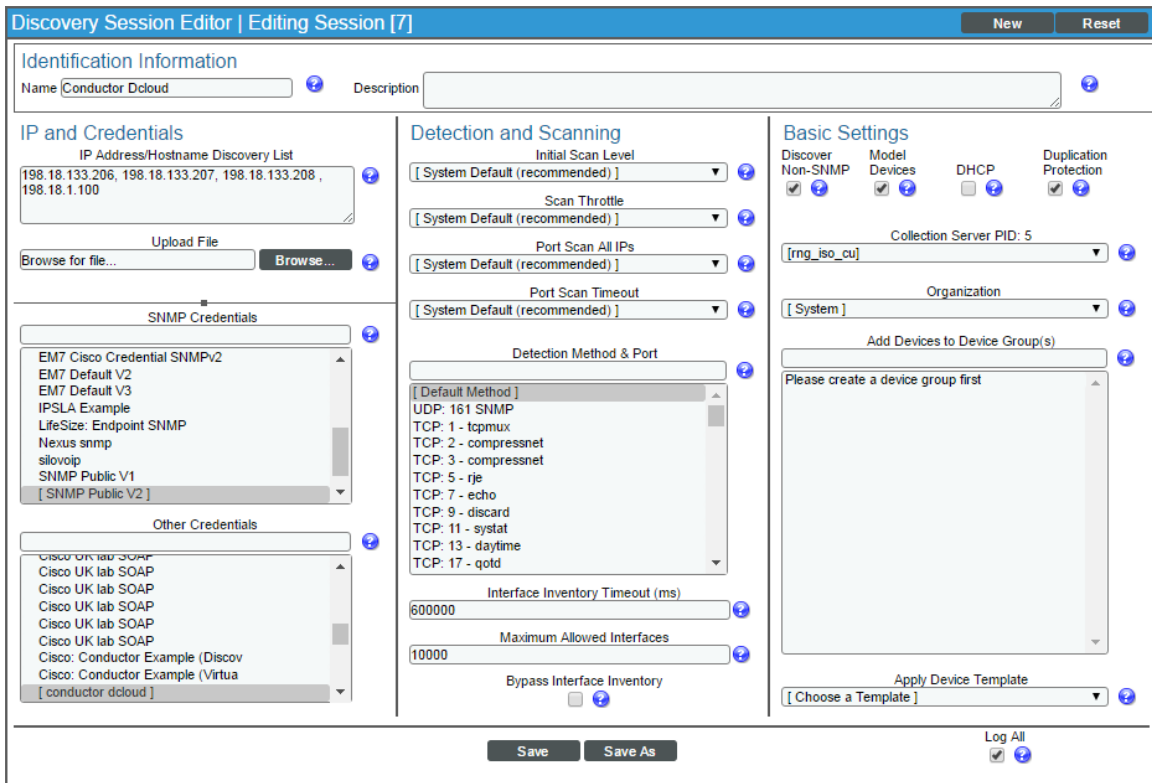 Discovery Session Editor | Editing Session [7]
New
Reset
Identification Information
Name
Conductor Dcloud
Description
IP and Credentials
IP Address/Hostname Discovery List
198.18.133.206, 198.18.133.207, 198.18.133.208 ,
198.18.1.100
Upload File
Browse for file...
Browse...
SNMP Credentials
EM7 Cisco Credential SNMPv2
EM7 Default V2
EM7 Default V3
IPSLA Example
LifeSize: Endpoint SNMP
Nexus snmp
silovoip
SNMP Public V1
[ SNMP Public V2 ]
Other Credentials
Cisco UK lab SOAP
Cisco UK lab SOAP
Cisco UK lab SOAP
Cisco UK lab SOAP
Cisco UK lab SOAP
Cisco UK lab SOAP
Cisco: Conductor Example (Discov
Cisco: Conductor Example (Virtua
[ conductor dcloud ]
Detection and Scanning
Initial Scan Level
[ System Default (recommended) ]
Scan Throttle
[ System Default (recommended) ]
Port Scan All IPs
[ System Default (recommended) ]
Port Scan Timeout
[ System Default (recommended) ]
Detection Method & Port
[ Default Method ]
UDP: 161 SNMP
TCP: 1 - tcpmux
TCP: 2 - compressnet
TCP: 3 - compressnet
TCP: 5 - rje
TCP: 7 - echo
TCP: 9 - discard
TCP: 11 - systat
TCP: 13 - daytime
TCP: 17 - qotd
Interface Inventory Timeout (ms)
600000
Maximum Allowed Interfaces
10000
Bypass Interface Inventory
Basic Settings
Discover
Non-SNMP
Model
Devices
DHCP
Duplication
Protection
Collection Server PID: 5
[rng_iso_cu]
Organization
[ System ]
Add Devices to Device Group(s)
Please create a device group first
Apply Device Template
[ Choose a Template ]
Save
Save As
Log All